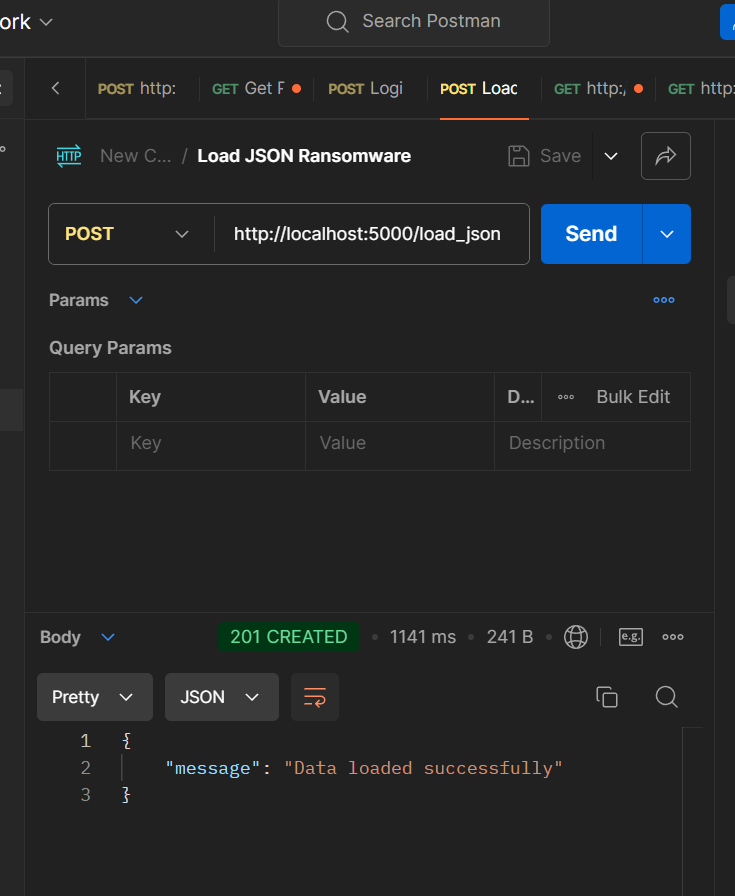 ork
Search Postman
POST http:
GET Get F
POST Logi
POST Load
GET http:/
GET http:
HTTP
New C... / Load JSON Ransomware
Save
POST
http://localhost:5000/load_json
Send
Params
Query Params
Key
Value
D...
Bulk Edit
Key
Value
Description
Body
201 CREATED
1141 ms
241 B
e.g.
Pretty
JSON
1 {
2 "message": "Data loaded successfully"
3 }